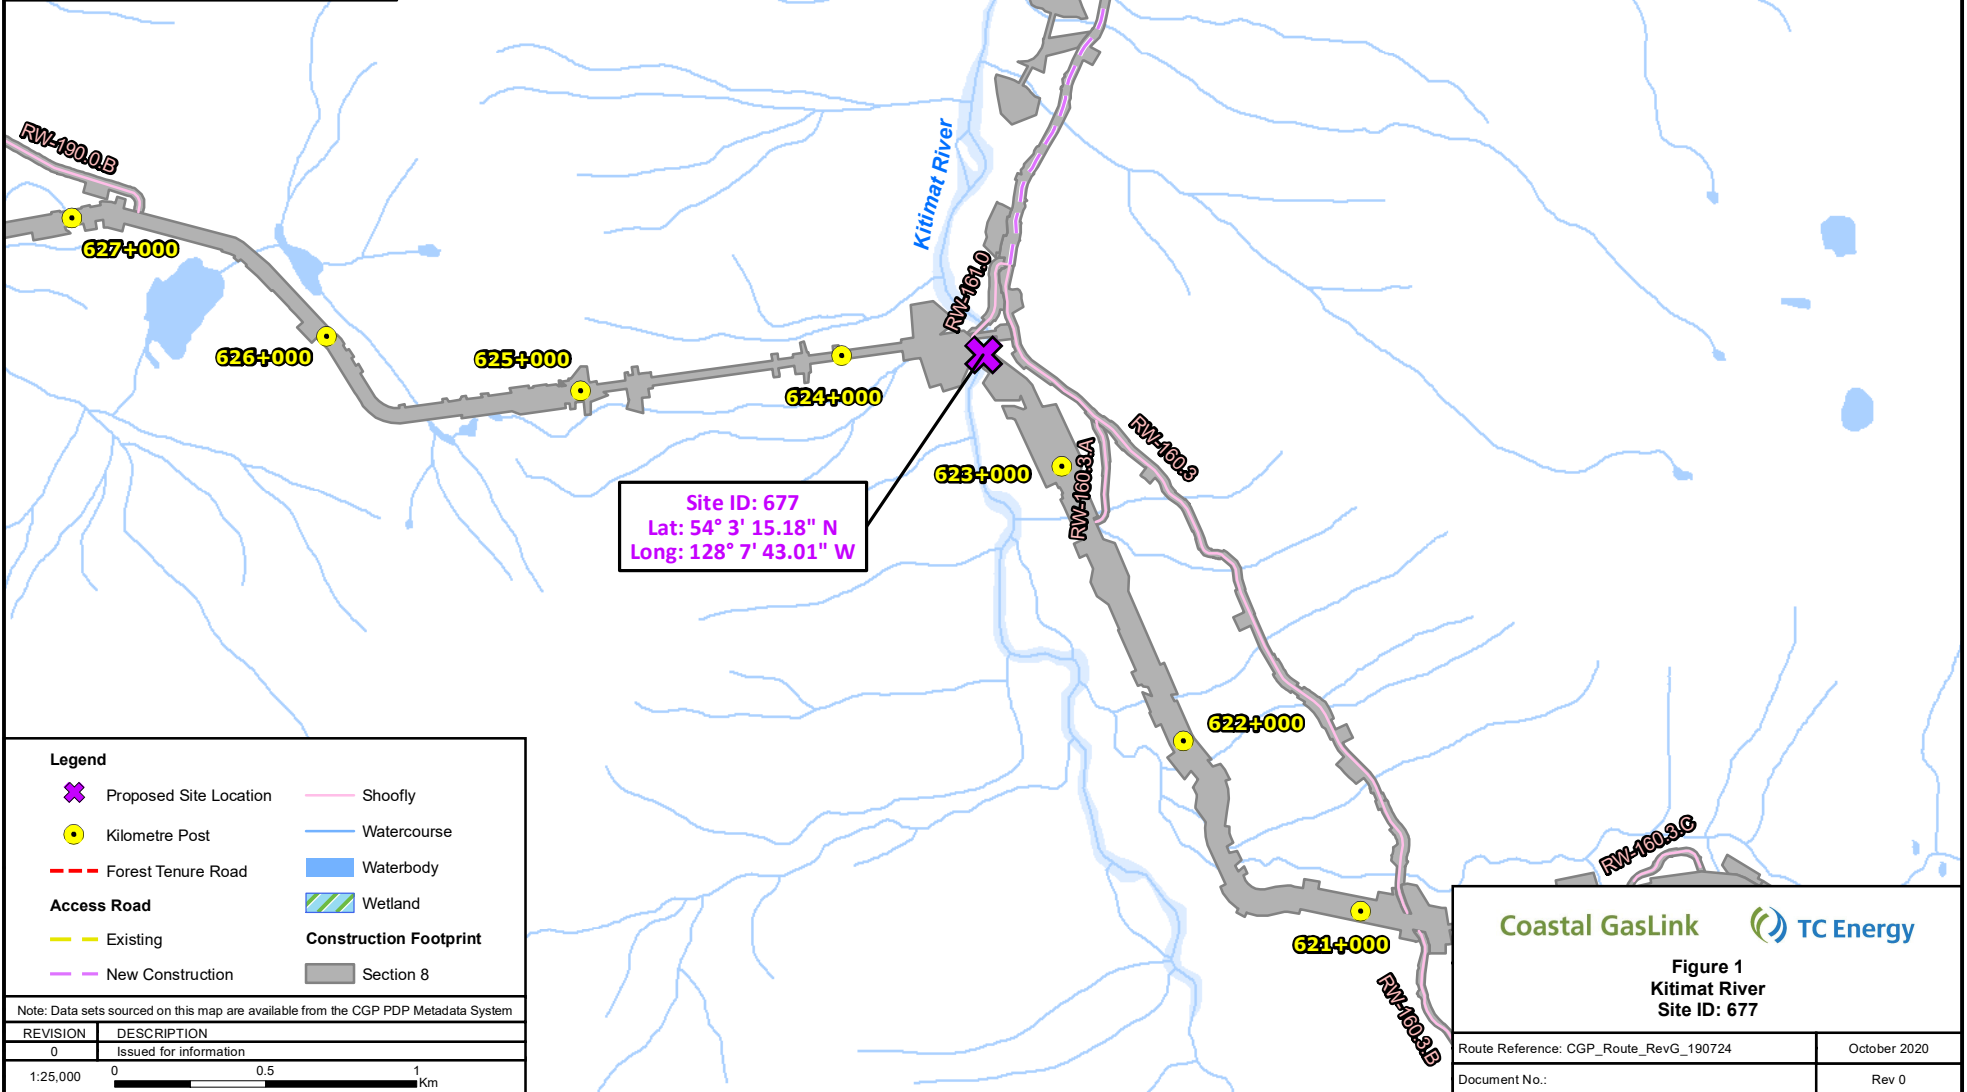 RW-190.0.B
627+000
626+000
625+000
624+000
Kitimat River
RW-161.0
623+000
RW-160.3.A
RW-160.3
Site ID: 677
Lat: 54° 3' 15.18" N
Long: 128° 7' 43.01" W
622+000
621+000
RW-160.3.C
RW-160.3.B
Legend
Proposed Site Location
Kilometre Post
Forest Tenure Road
Access Road
Existing
New Construction
Shoofly
Watercourse
Waterbody
Wetland
Construction Footprint
Section 8
Note: Data sets sourced on this map are available from the CGP PDP Metadata System
REVISION DESCRIPTION
0 Issued for information
1:25,000 0 0.5 1 Km
Coastal GasLink TC Energy
Figure 1
Kitimat River
Site ID: 677
Route Reference: CGP_Route_RevG_190724 October 2020
Document No.: Rev 0